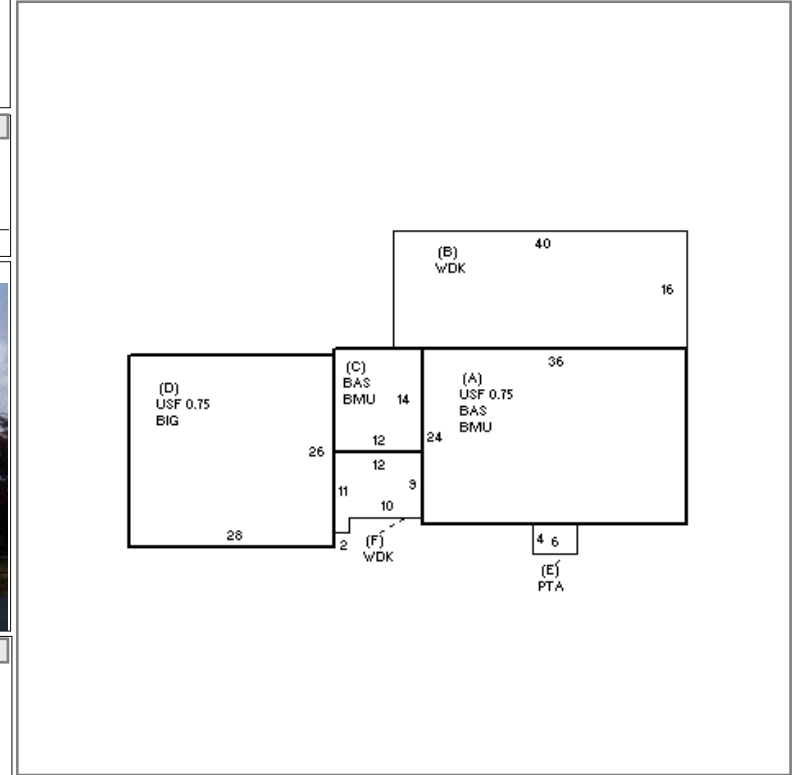 (B)
WDK
40
16
36
(C)
BAS
BMU
14
12
(A)
USF 0.75
BAS
BMU
24
(D)
USF 0.75
BIG
26
28
12
11
9
10
2
(F)
WDK
4 6
(E)
PTA